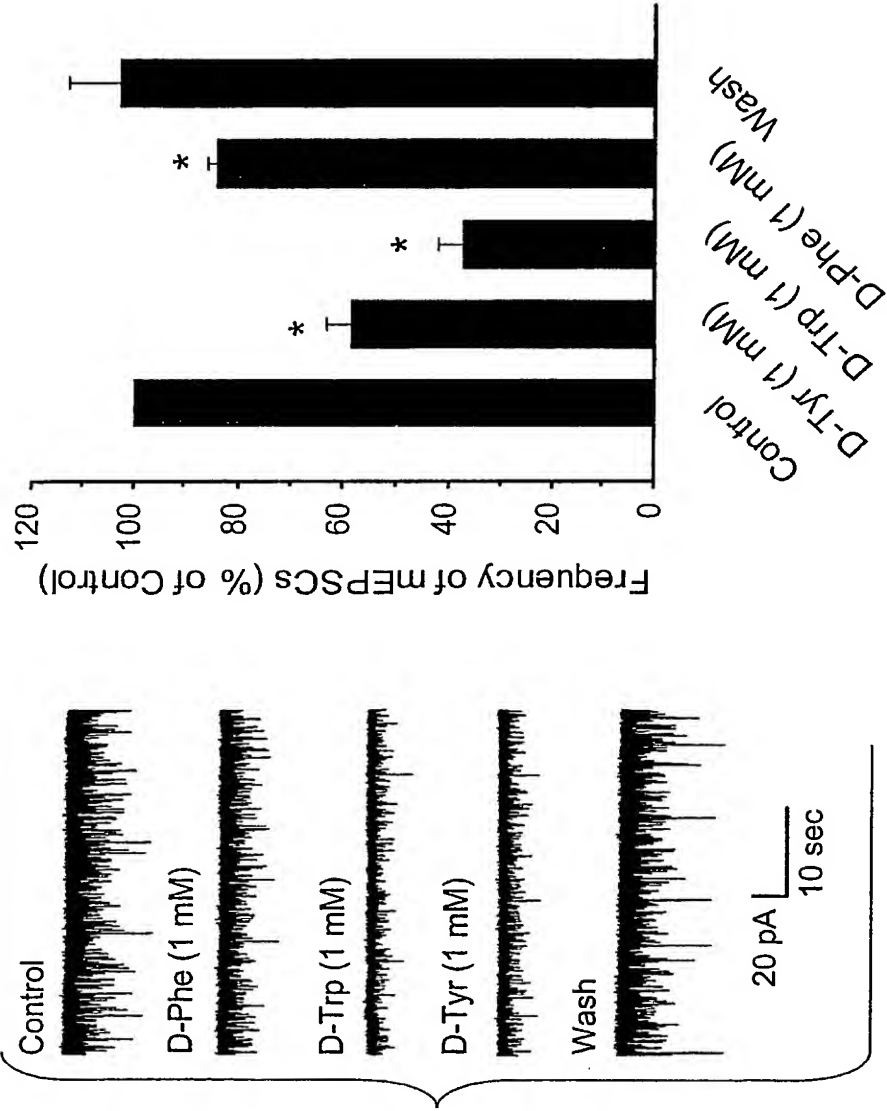 Control
D-Phe (1 mM)
D-Trp (1 mM)
D-Tyr (1 mM)
Wash
20 pA
10 sec
Frequency of mEPSCs (% of Control)
120
100
80
60
40
20
0
*
*
*
Control
D-Tyr (1 mM)
D-Trp (1 mM)
D-Phe (1 mM)
Wash